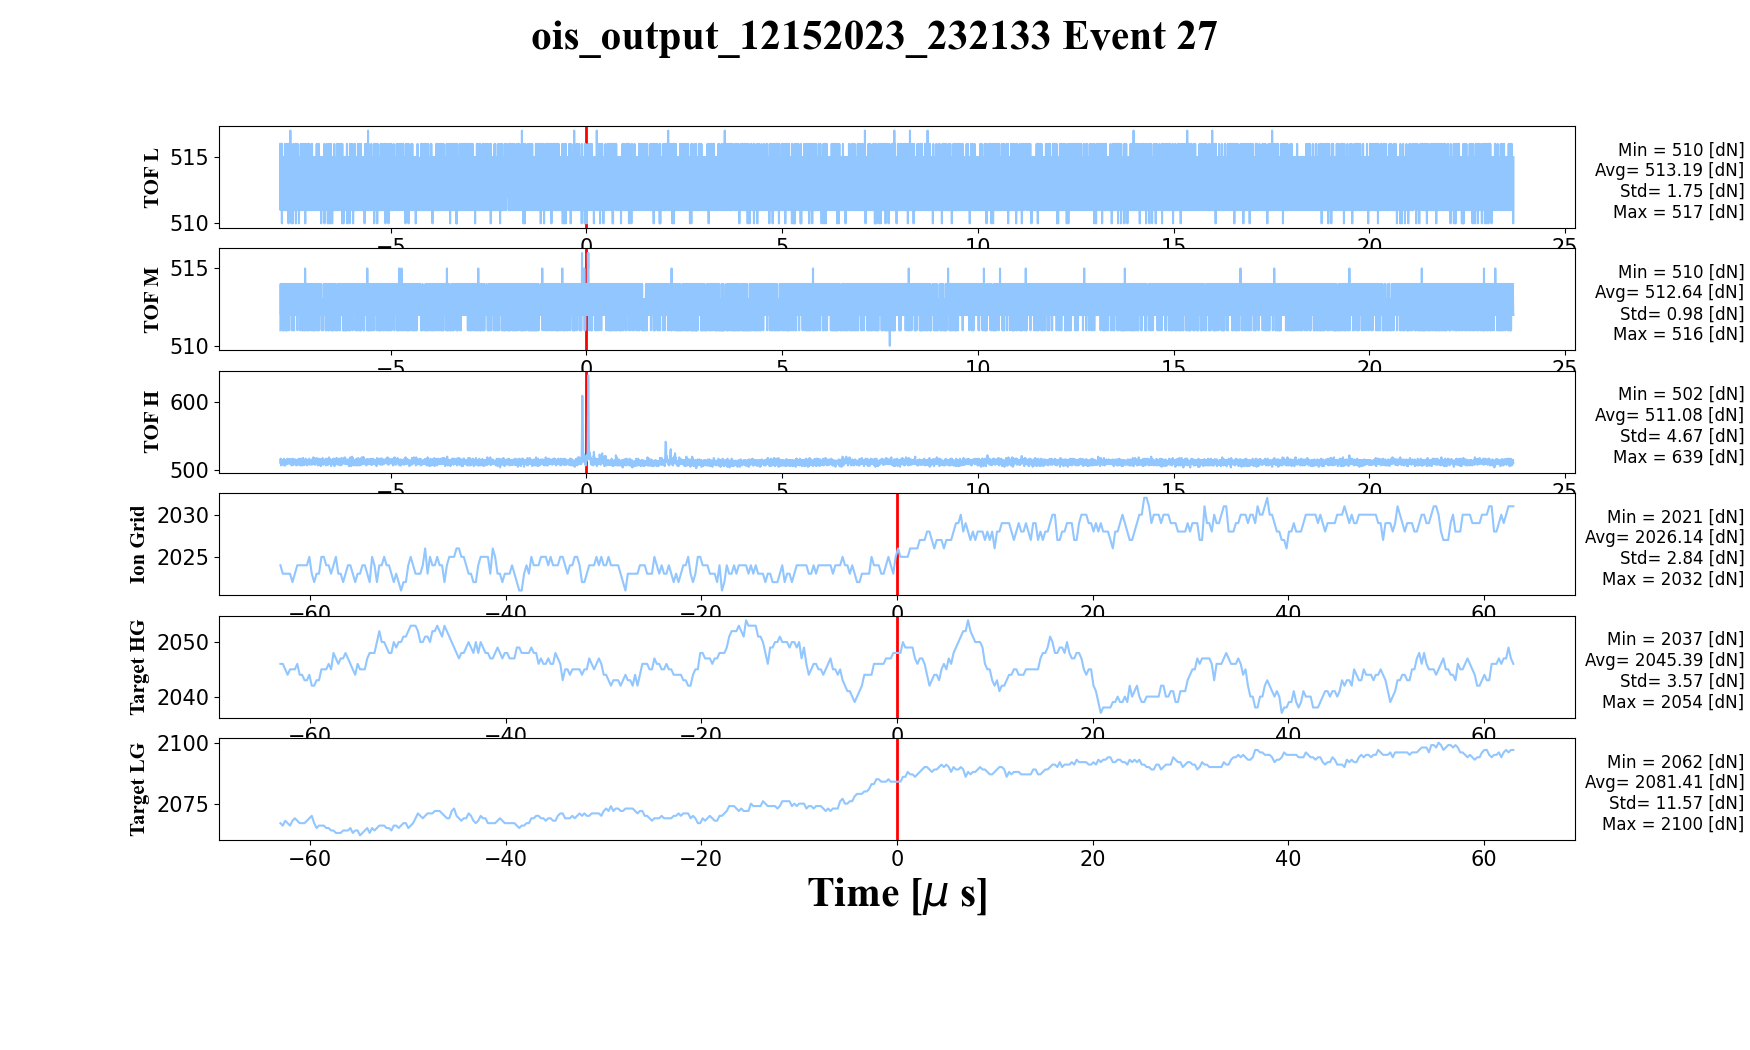 ois_output_12152023_232133 Event 27
TOF L
515
510
−5
0
5
10
15
20
25
Min = 510 [dN]
Avg= 513.19 [dN]
Std= 1.75 [dN]
Max = 517 [dN]
TOF M
515
510
−5
0
5
10
15
20
25
Min = 510 [dN]
Avg= 512.64 [dN]
Std= 0.98 [dN]
Max = 516 [dN]
TOF H
600
500
−5
0
5
10
15
20
25
Min = 502 [dN]
Avg= 511.08 [dN]
Std= 4.67 [dN]
Max = 639 [dN]
Ion Grid
2030
2025
−60
−40
−20
0
20
40
60
Min = 2021 [dN]
Avg= 2026.14 [dN]
Std= 2.84 [dN]
Max = 2032 [dN]
Target HG
2050
2040
−60
−40
−20
0
20
40
60
Min = 2037 [dN]
Avg= 2045.39 [dN]
Std= 3.57 [dN]
Max = 2054 [dN]
Target LG
2100
2075
−60
−40
−20
0
20
40
60
Min = 2062 [dN]
Avg= 2081.41 [dN]
Std= 11.57 [dN]
Max = 2100 [dN]
Time [μ s]